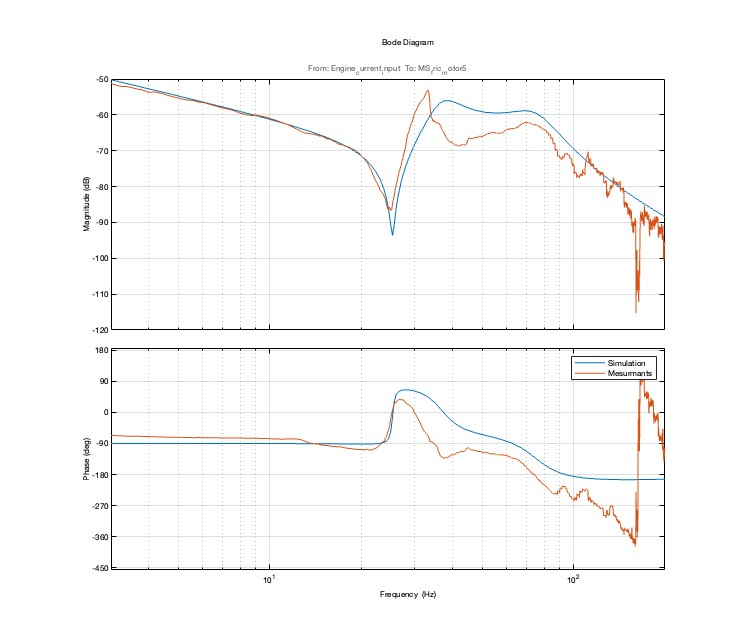 Bode Diagram
From: Engine_current_input To: MS_fric_motor5
Magnitude (dB)
-50
-60
-70
-80
-90
-100
-110
-120
Phase (deg)
180
90
0
-90
-180
-270
-360
-450
Simulation
Mesurmants
10^1
10^2
Frequency (Hz)